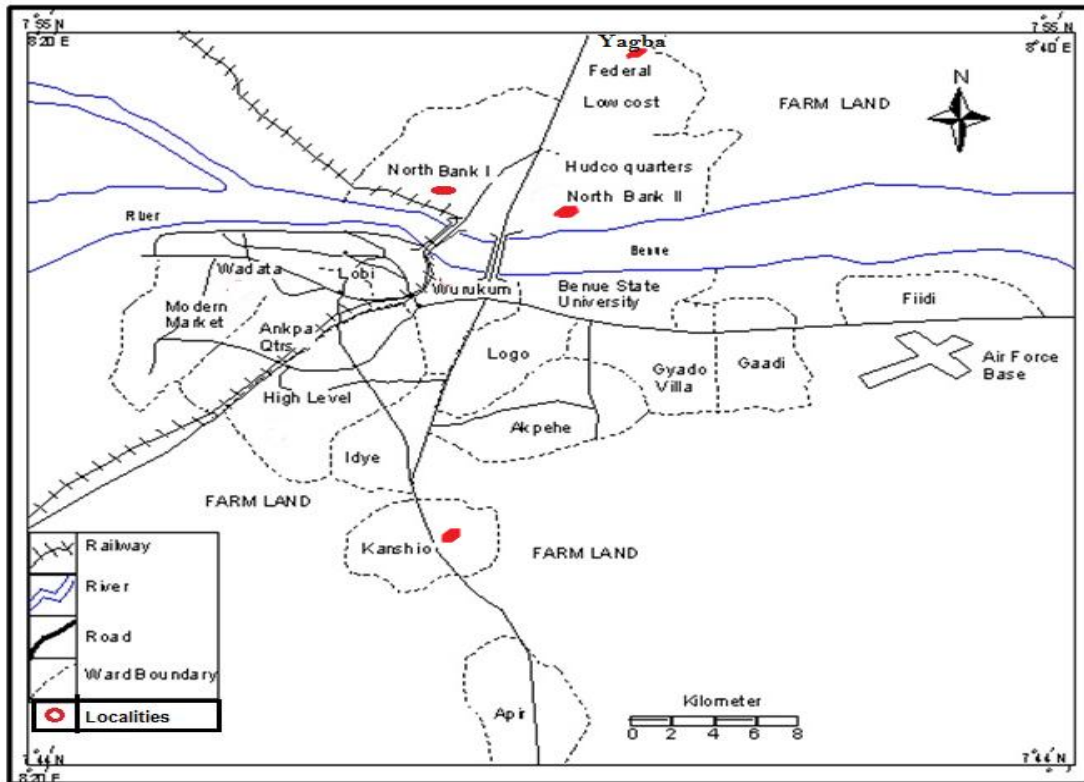 7°55'N
8°20'E
7°55'N
8°40'E
Yagba
Federal
Low cost
FARM LAND
N
North Bank I
Hudco quarters
North Bank II
River
Benue
Wadata
Lobi
Wurukum
Benue State
University
Fiidi
Modern
Market
Ankpa
Qtrs
Logo
Gyado
Villa
Gaadi
Air Force
Base
High Level
Akpehe
Idye
FARM LAND
Kanshio
FARM LAND
Railway
River
Road
Ward Boundary
Localities
Apir
Kilometer
0 2 4 6 8
7°44'N
8°20'E
7°44'N